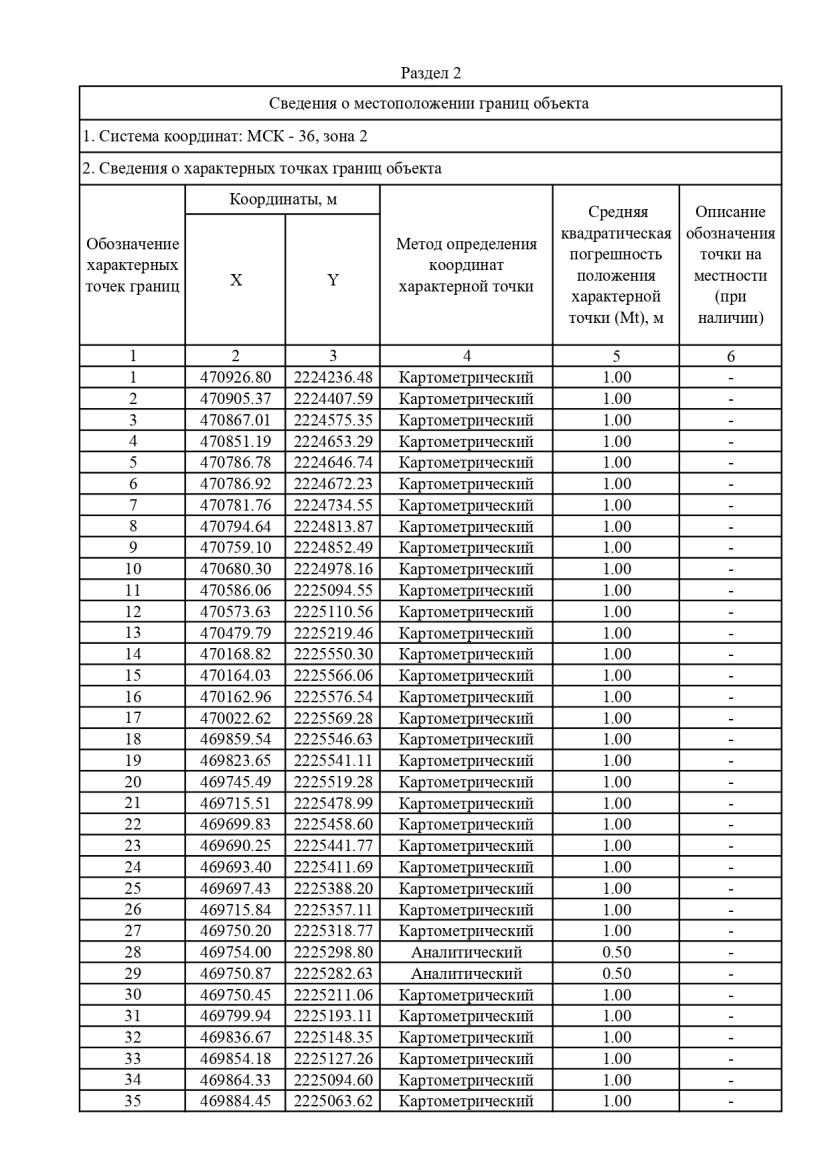 Раздел 2
Сведения о местоположении границ объекта
1. Система координат: МСК - 36, зона 2
2. Сведения о характерных точках границ объекта
Обозначение
характерных
точек границ
Координаты, м
X
Y
Метод определения
координат
характерной точки
Средняя
квадратическая
погрешность
положения
характерной
точки (Mt), м
Описание
обозначения
точки на
местности
(при
наличии)
1 2 3 4 5 6
1 470926.80 2224236.48 Картометрический 1.00 -
2 470905.37 2224407.59 Картометрический 1.00 -
3 470867.01 2224575.35 Картометрический 1.00 -
4 470851.19 2224653.29 Картометрический 1.00 -
5 470786.78 2224646.74 Картометрический 1.00 -
6 470786.92 2224672.23 Картометрический 1.00 -
7 470781.76 2224734.55 Картометрический 1.00 -
8 470794.64 2224813.87 Картометрический 1.00 -
9 470759.10 2224852.49 Картометрический 1.00 -
10 470680.30 2224978.16 Картометрический 1.00 -
11 470586.06 2225094.55 Картометрический 1.00 -
12 470573.63 2225110.56 Картометрический 1.00 -
13 470479.79 2225219.46 Картометрический 1.00 -
14 470168.82 2225550.30 Картометрический 1.00 -
15 470164.03 2225566.06 Картометрический 1.00 -
16 470162.96 2225576.54 Картометрический 1.00 -
17 470022.62 2225569.28 Картометрический 1.00 -
18 469859.54 2225546.63 Картометрический 1.00 -
19 469823.65 2225541.11 Картометрический 1.00 -
20 469745.49 2225519.28 Картометрический 1.00 -
21 469715.51 2225478.99 Картометрический 1.00 -
22 469699.83 2225458.60 Картометрический 1.00 -
23 469690.25 2225441.77 Картометрический 1.00 -
24 469693.40 2225411.69 Картометрический 1.00 -
25 469697.43 2225388.20 Картометрический 1.00 -
26 469715.84 2225357.11 Картометрический 1.00 -
27 469750.20 2225318.77 Картометрический 1.00 -
28 469754.00 2225298.80 Аналитический 0.50 -
29 469750.87 2225282.63 Аналитический 0.50 -
30 469750.45 2225211.06 Картометрический 1.00 -
31 469799.94 2225193.11 Картометрический 1.00 -
32 469836.67 2225148.35 Картометрический 1.00 -
33 469854.18 2225127.26 Картометрический 1.00 -
34 469864.33 2225094.60 Картометрический 1.00 -
35 469884.45 2225063.62 Картометрический 1.00 -